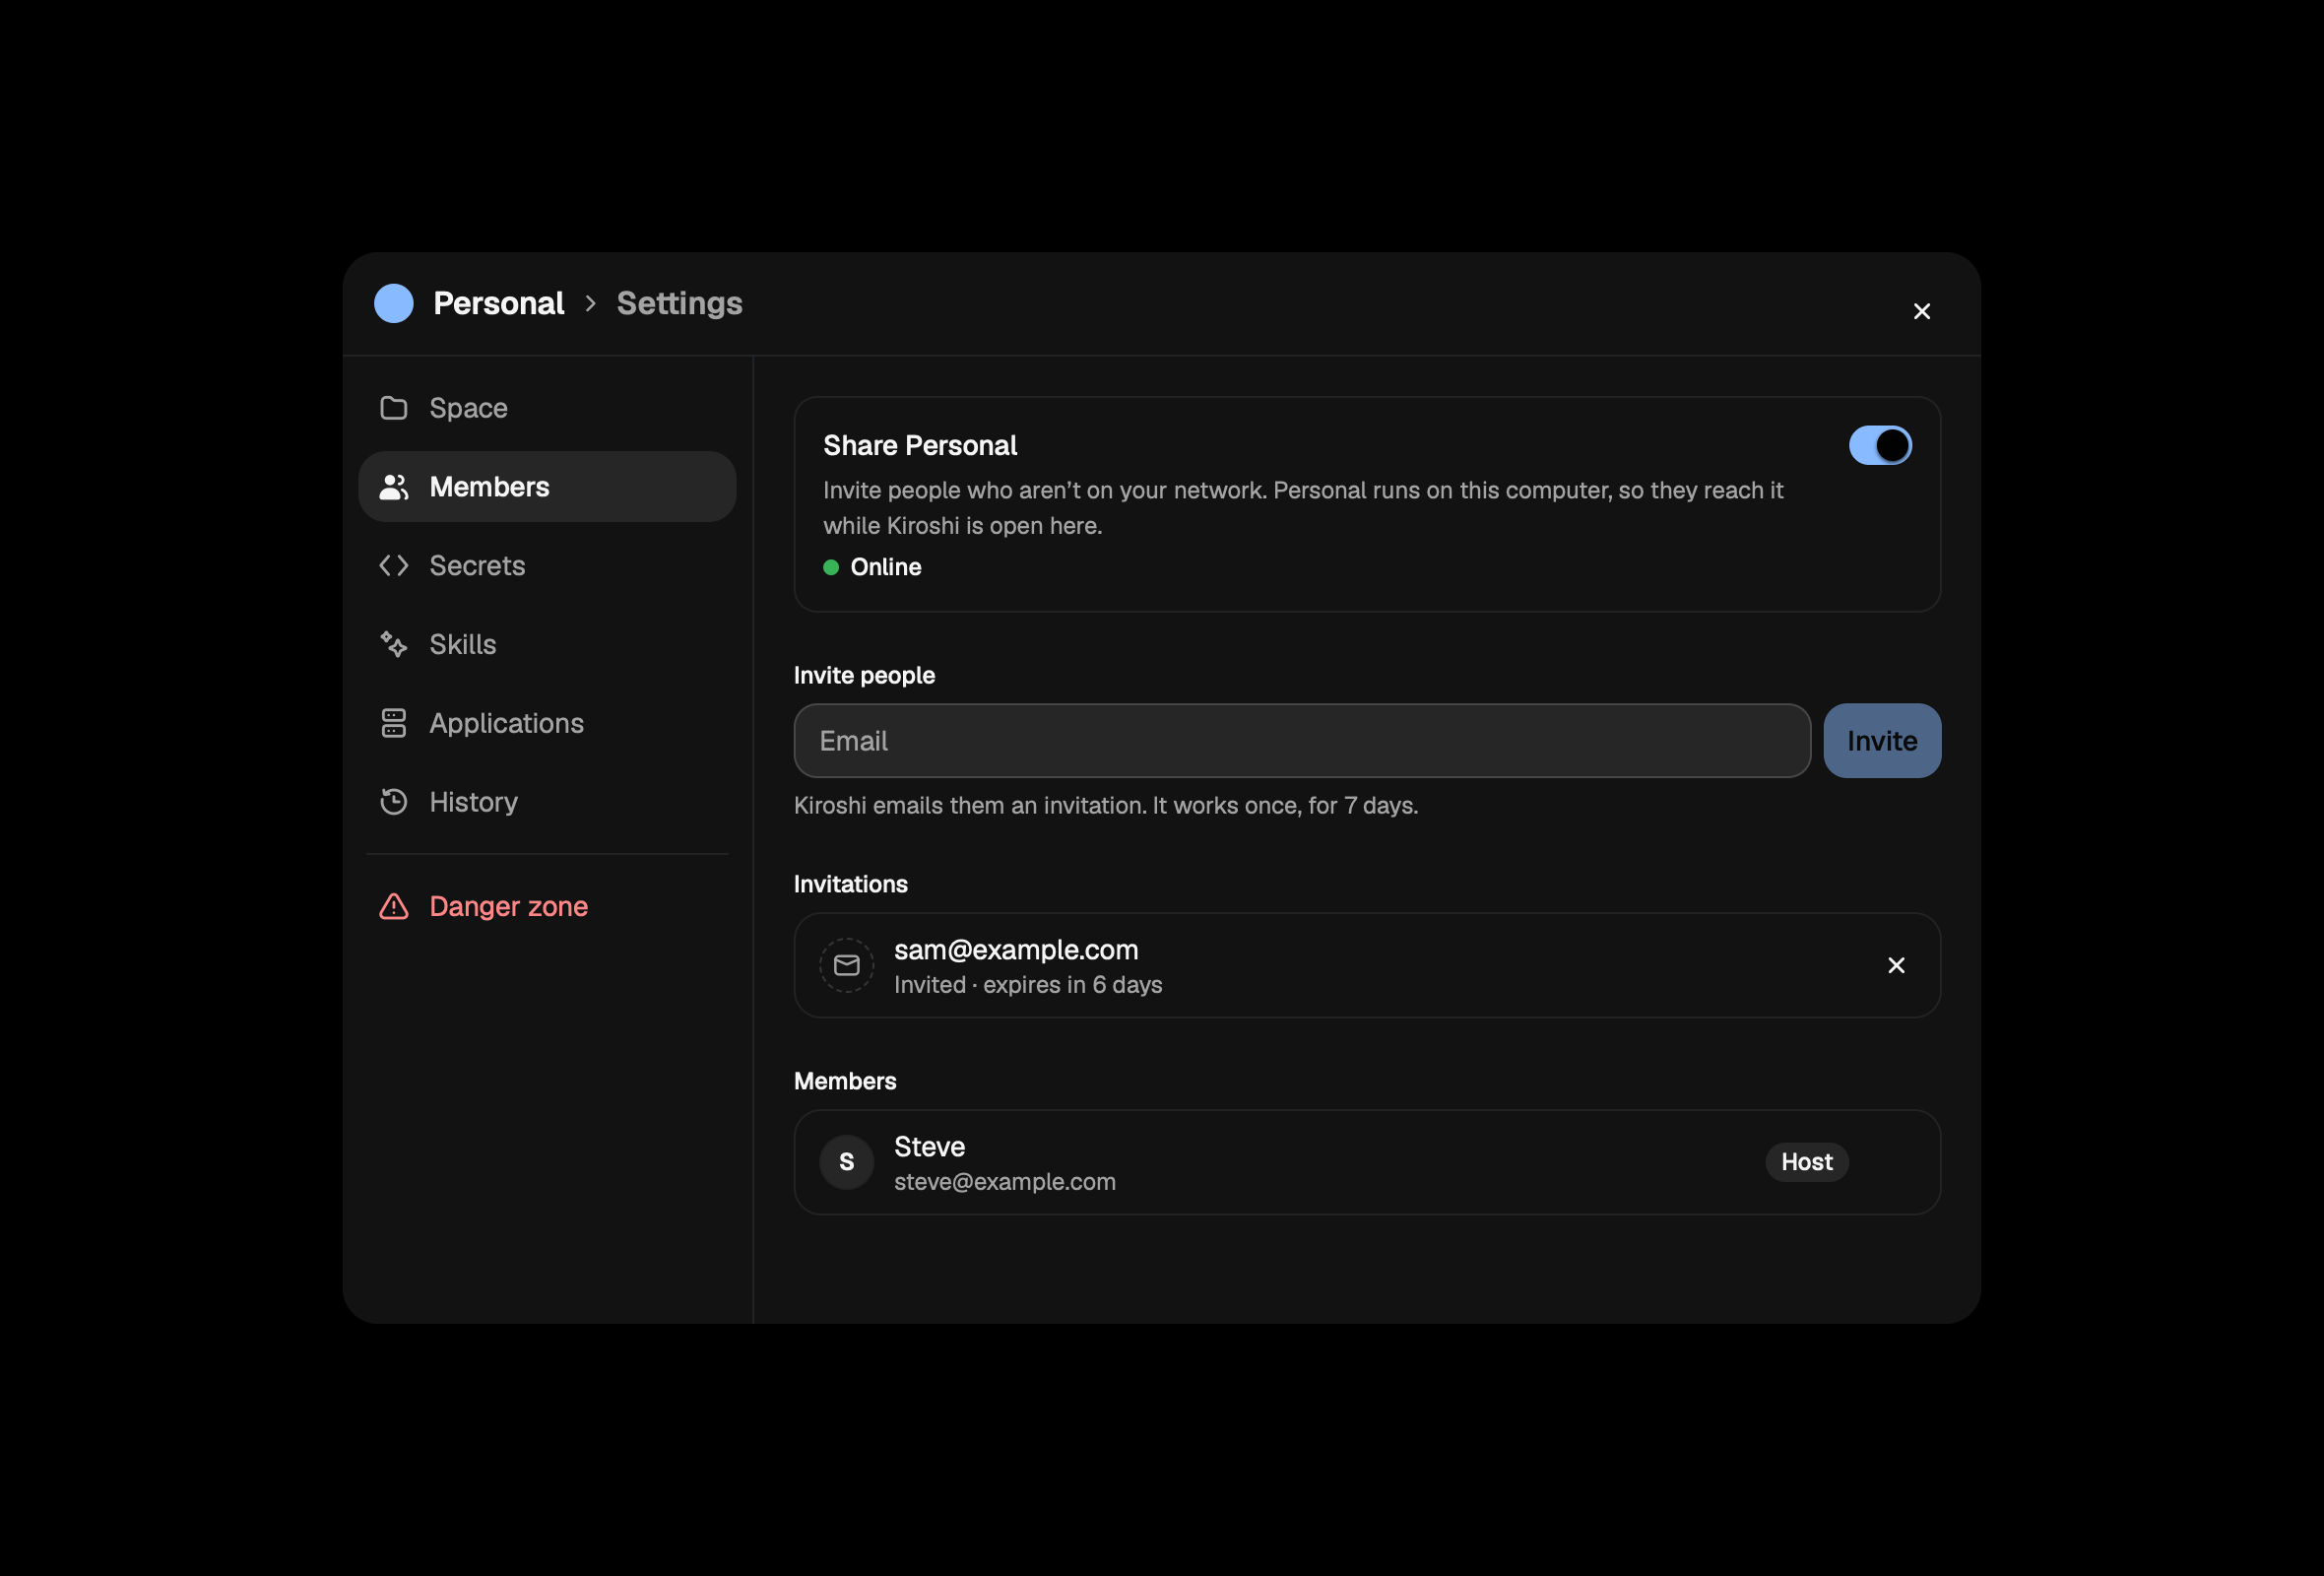 Personal > Settings
Space
Members
Secrets
Skills
Applications
History
Danger zone
Share Personal
Invite people who aren’t on your network. Personal runs on this computer, so they reach it
while Kiroshi is open here.
Online
Invite people
Email
Invite
Kiroshi emails them an invitation. It works once, for 7 days.
Invitations
sam@example.com
Invited · expires in 6 days
Members
S
Steve
steve@example.com
Host